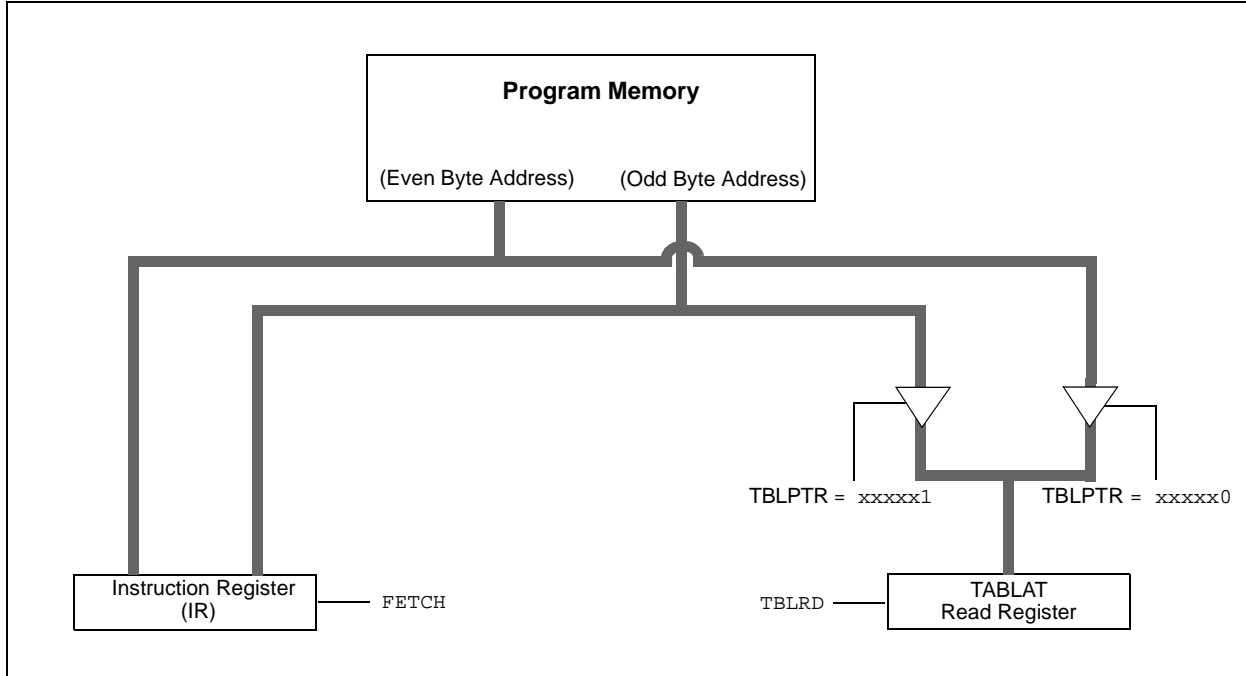 Program Memory
(Even Byte Address) (Odd Byte Address)
TBLPTR = xxxxx1 TBLPTR = xxxxx0
Instruction Register
(IR)
FETCH
TBLRD
TABLAT
Read Register